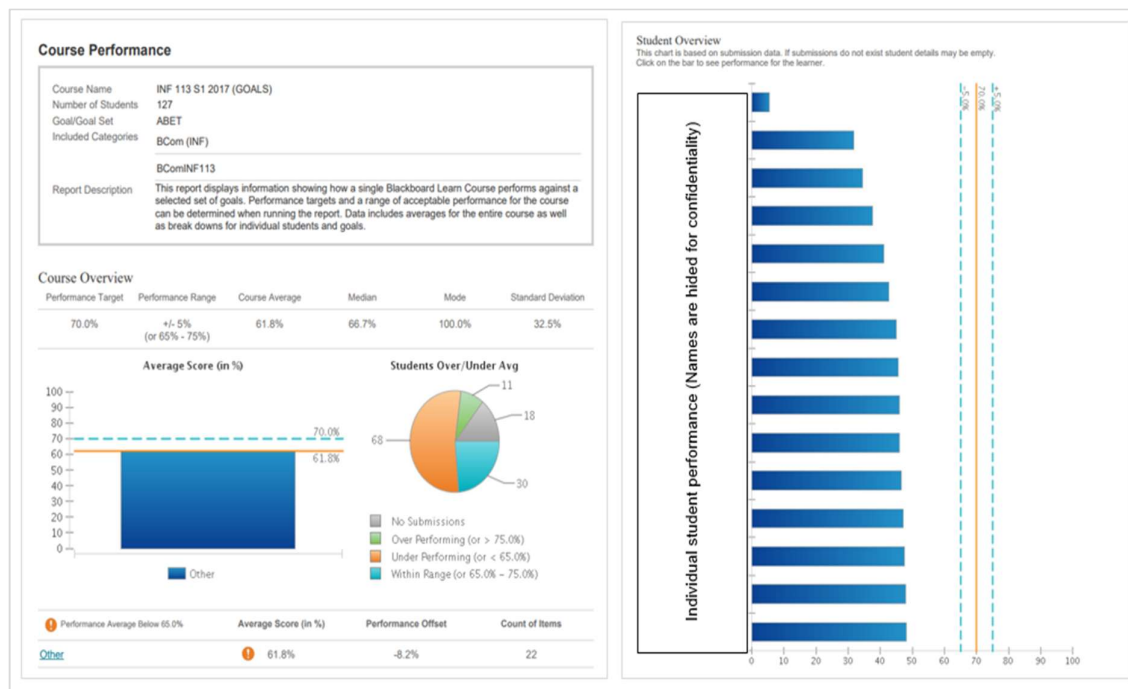 Course Performance
Course Name INF 113 S1 2017 (GOALS)
Number of Students 127
Goal/Goal Set ABET
Included Categories BCom (INF)
BComINF113
Report Description This report displays information showing how a single Blackboard Learn Course performs against a
selected set of goals. Performance targets and a range of acceptable performance for the course
can be determined when running the report. Data includes averages for the entire course as well
as break downs for individual students and goals.
Course Overview
Performance Target Performance Range Course Average Median Mode Standard Deviation
70.0% +/- 5% 61.8% 66.7% 100.0% 32.5%
(or 65% - 75%)
Average Score (in %)
100
90
80
70
60
50
40
30
20
10
0
70.0%
61.8%
Other
Students Over/Under Avg
11
18
68
30
No Submissions
Over Performing (or > 75.0%)
Under Performing (or < 65.0%)
Within Range (or 65.0% - 75.0%)
Performance Average Below 65.0% Average Score (in %) Performance Offset Count of Items
Other 61.8% -8.2% 22
Student Overview
This chart is based on submission data. If submissions do not exist student details may be empty.
Click on the bar to see performance for the learner.
Individual student performance (Names are hided for confidentiality)
-5.0%
70.0%
+5.0%
0 10 20 30 40 50 60 70 80 90 100